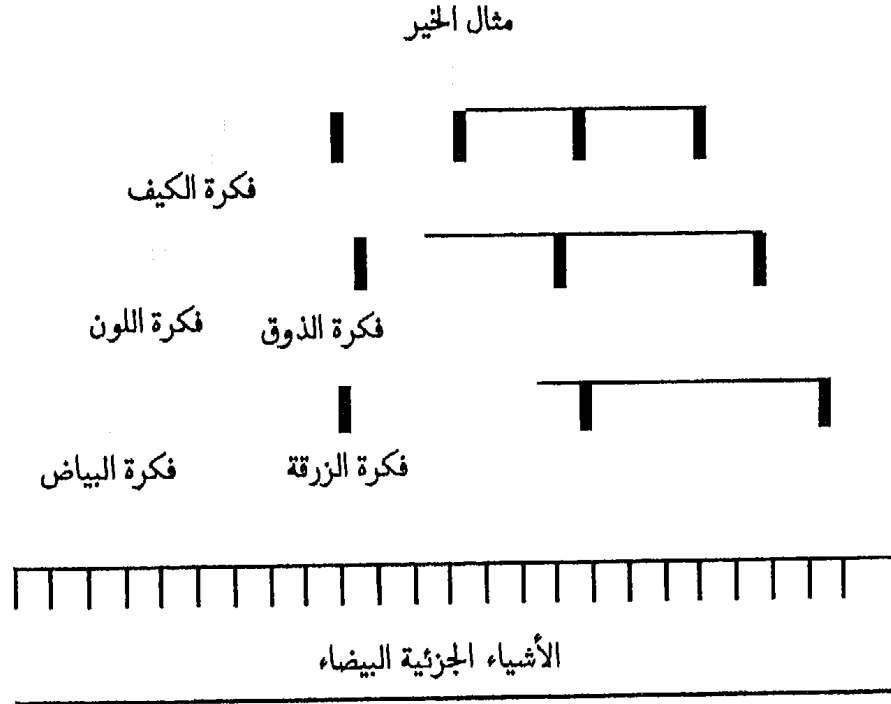 مثال الخير
فكرة الكيف
فكرة الذوق فكرة اللون
فكرة الزرقة فكرة البياض
الأشياء الجزئية البيضاء